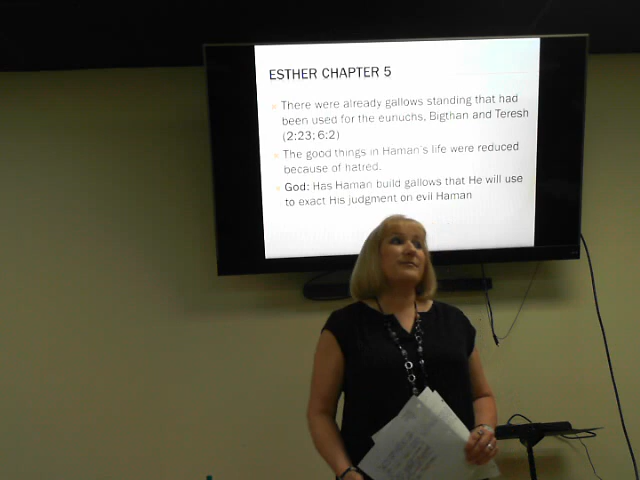 ESTHER CHAPTER 5
There were already gallows standing that had
been used for the eunuchs, Bigthan and Teresh
(2:23; 6:2)
The good things in Haman's life were reduced
because of hatred.
God: Has Haman build gallows that He will use
to exact His judgment on evil Haman